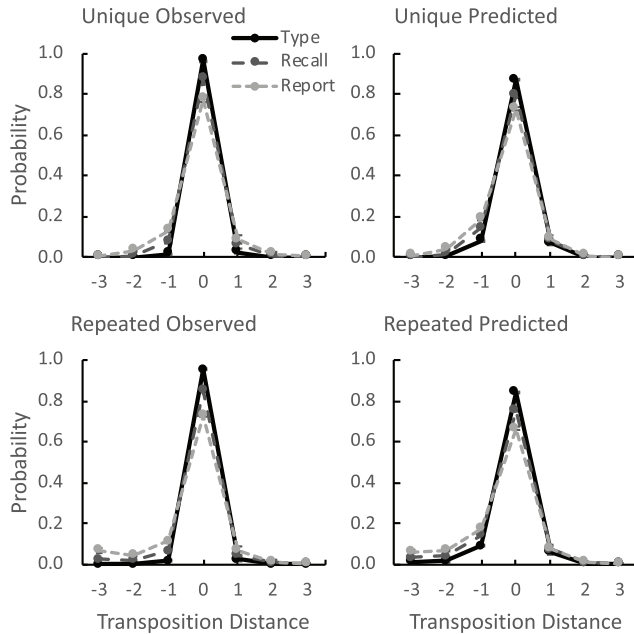 Unique Observed
Unique Predicted
Type
Recall
Report
Probability
1.0
0.8
0.6
0.4
0.2
0.0
-3 -2 -1 0 1 2 3
1.0
0.8
0.6
0.4
0.2
0.0
-3 -2 -1 0 1 2 3
Repeated Observed
Repeated Predicted
Probability
1.0
0.8
0.6
0.4
0.2
0.0
-3 -2 -1 0 1 2 3
Transposition Distance
1.0
0.8
0.6
0.4
0.2
0.0
-3 -2 -1 0 1 2 3
Transposition Distance